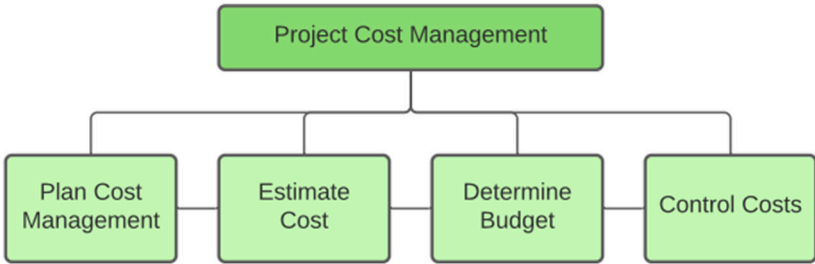 Project Cost Management
Plan Cost
Management
Estimate
Cost
Determine
Budget
Control Costs